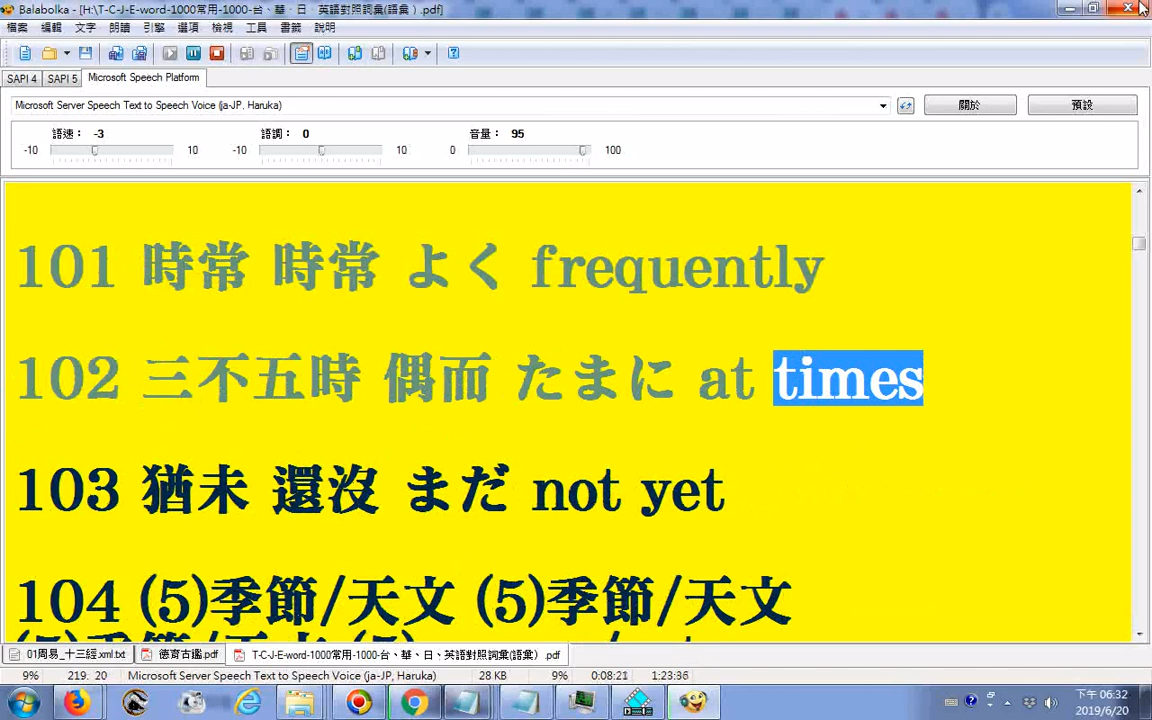 Balabolka - [H:\T-C-J-E-word-1000常用-1000-台、華、日、英語對照詞彙(語彙）.pdf]
檔案 編輯 文字 朗讀 引擎 選項 檢視 工具 書籤 說明
SAPI 4 SAPI 5 Microsoft Speech Platform
Microsoft Server Speech Text to Speech Voice (ja-JP, Haruka) 關於 預設
語速： -3 語調： 0 音量： 95
-10 10 -10 10 0 100
101 時常 時常 よく frequently
102 三不五時 偶而 たまに at times
103 猶未 還沒 まだ not yet
104 (5)季節/天文 (5)季節/天文
01周易_十三經.xml.txt 德育古鑑.pdf T-C-J-E-word-1000常用-1000-台、華、日、英語對照詞彙(語彙）.pdf
9% 219: 20 Microsoft Server Speech Text to Speech Voice (ja-JP, Haruka) 28 KB 9% 0:08:21 1:23:36
下午 06:32
2019/6/20